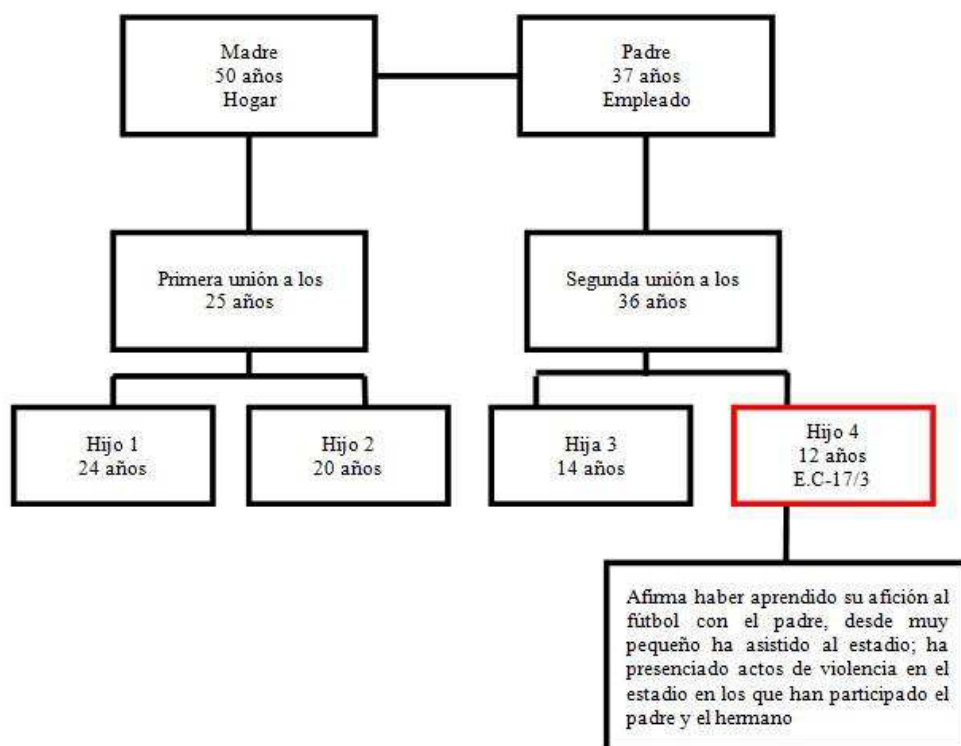 Madre
50 años
Hogar
Padre
37 años
Empleado
Primera unión a los
25 años
Segunda unión a los
36 años
Hijo 1
24 años
Hijo 2
20 años
Hija 3
14 años
Hijo 4
12 años
E.C-17/3
Afirma haber aprendido su afición al
fútbol con el padre, desde muy
pequeño ha asistido al estadio; ha
presenciado actos de violencia en el
estadio en los que han participado el
padre y el hermano